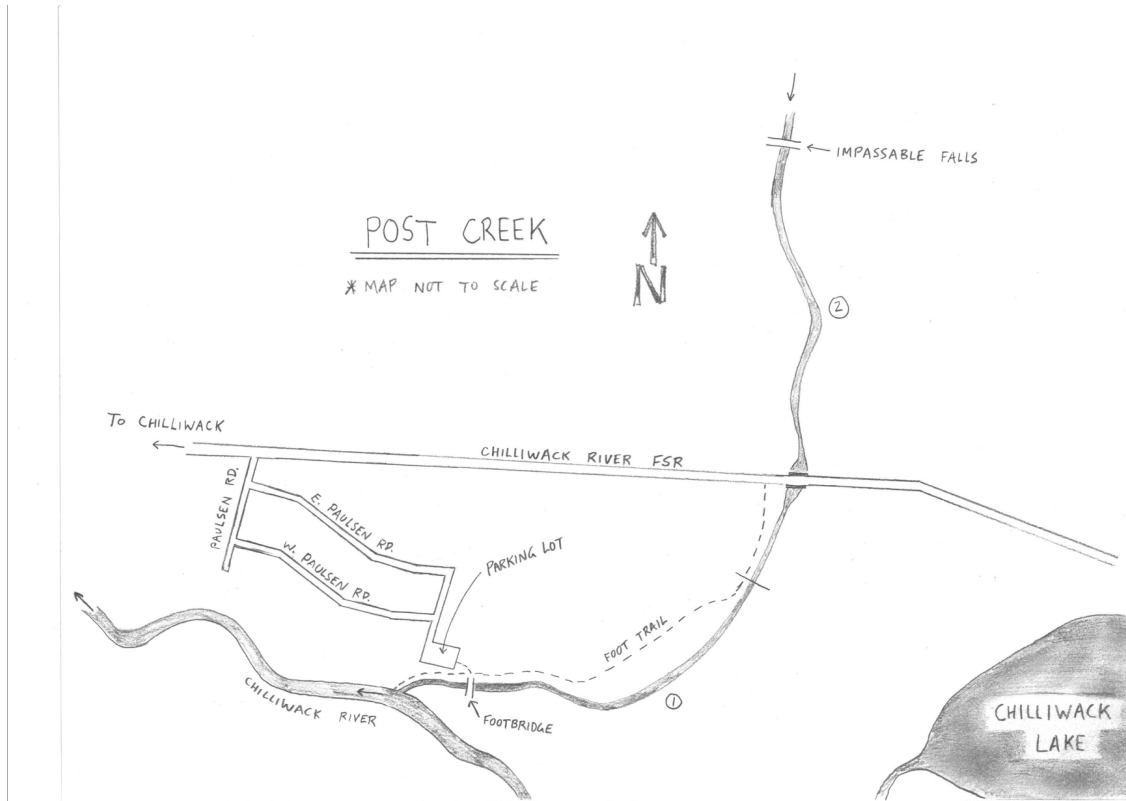 IMPASSABLE FALLS
POST CREEK
* MAP NOT TO SCALE
N
2
TO CHILLIWACK
CHILLIWACK RIVER FSR
PAULSEN RD.
E. PAULSEN RD.
W. PAULSEN RD.
PARKING LOT
FOOT TRAIL
CHILLIWACK RIVER
FOOTBRIDGE
1
CHILLIWACK
LAKE